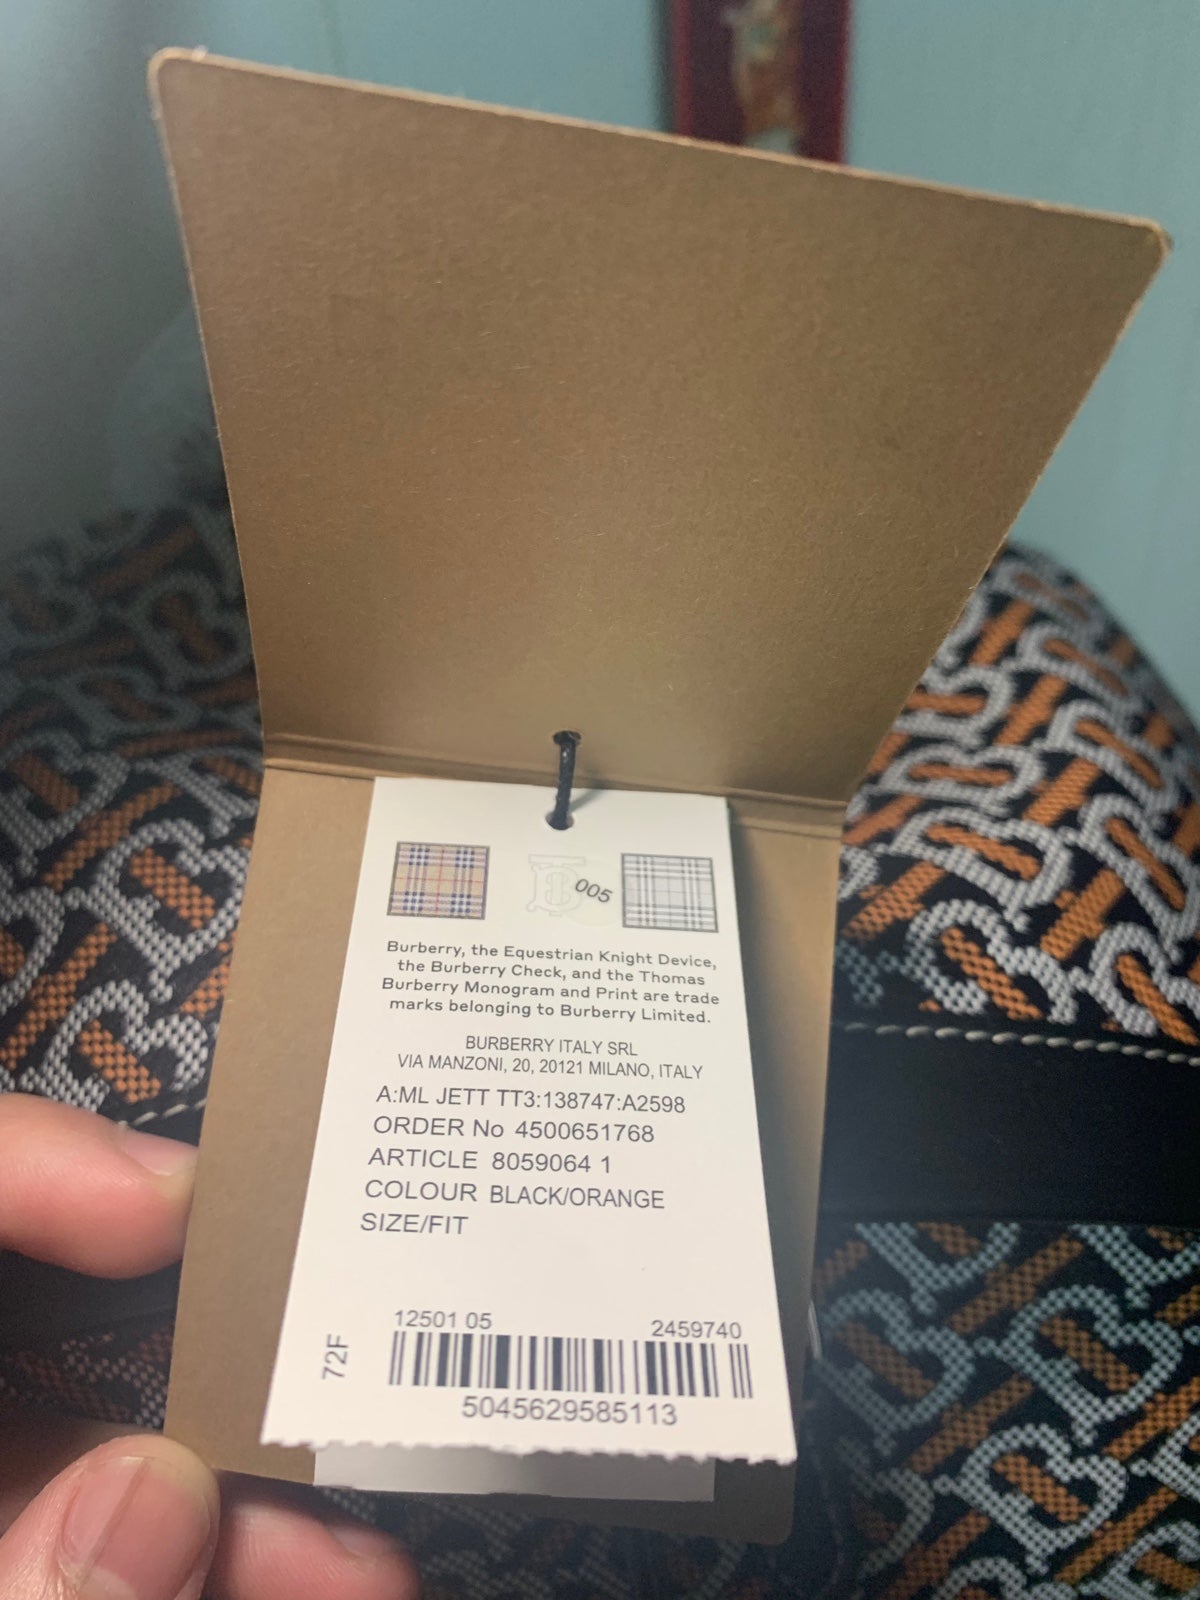 005
Burberry, the Equestrian Knight Device,
the Burberry Check, and the Thomas
Burberry Monogram and Print are trade
marks belonging to Burberry Limited.
BURBERRY ITALY SRL
VIA MANZONI, 20, 20121 MILANO, ITALY
A:ML JETT TT3:138747:A2598
ORDER No 4500651768
ARTICLE 8059064 1
COLOUR BLACK/ORANGE
SIZE/FIT
12501 05 2459740
72F
5045629585113